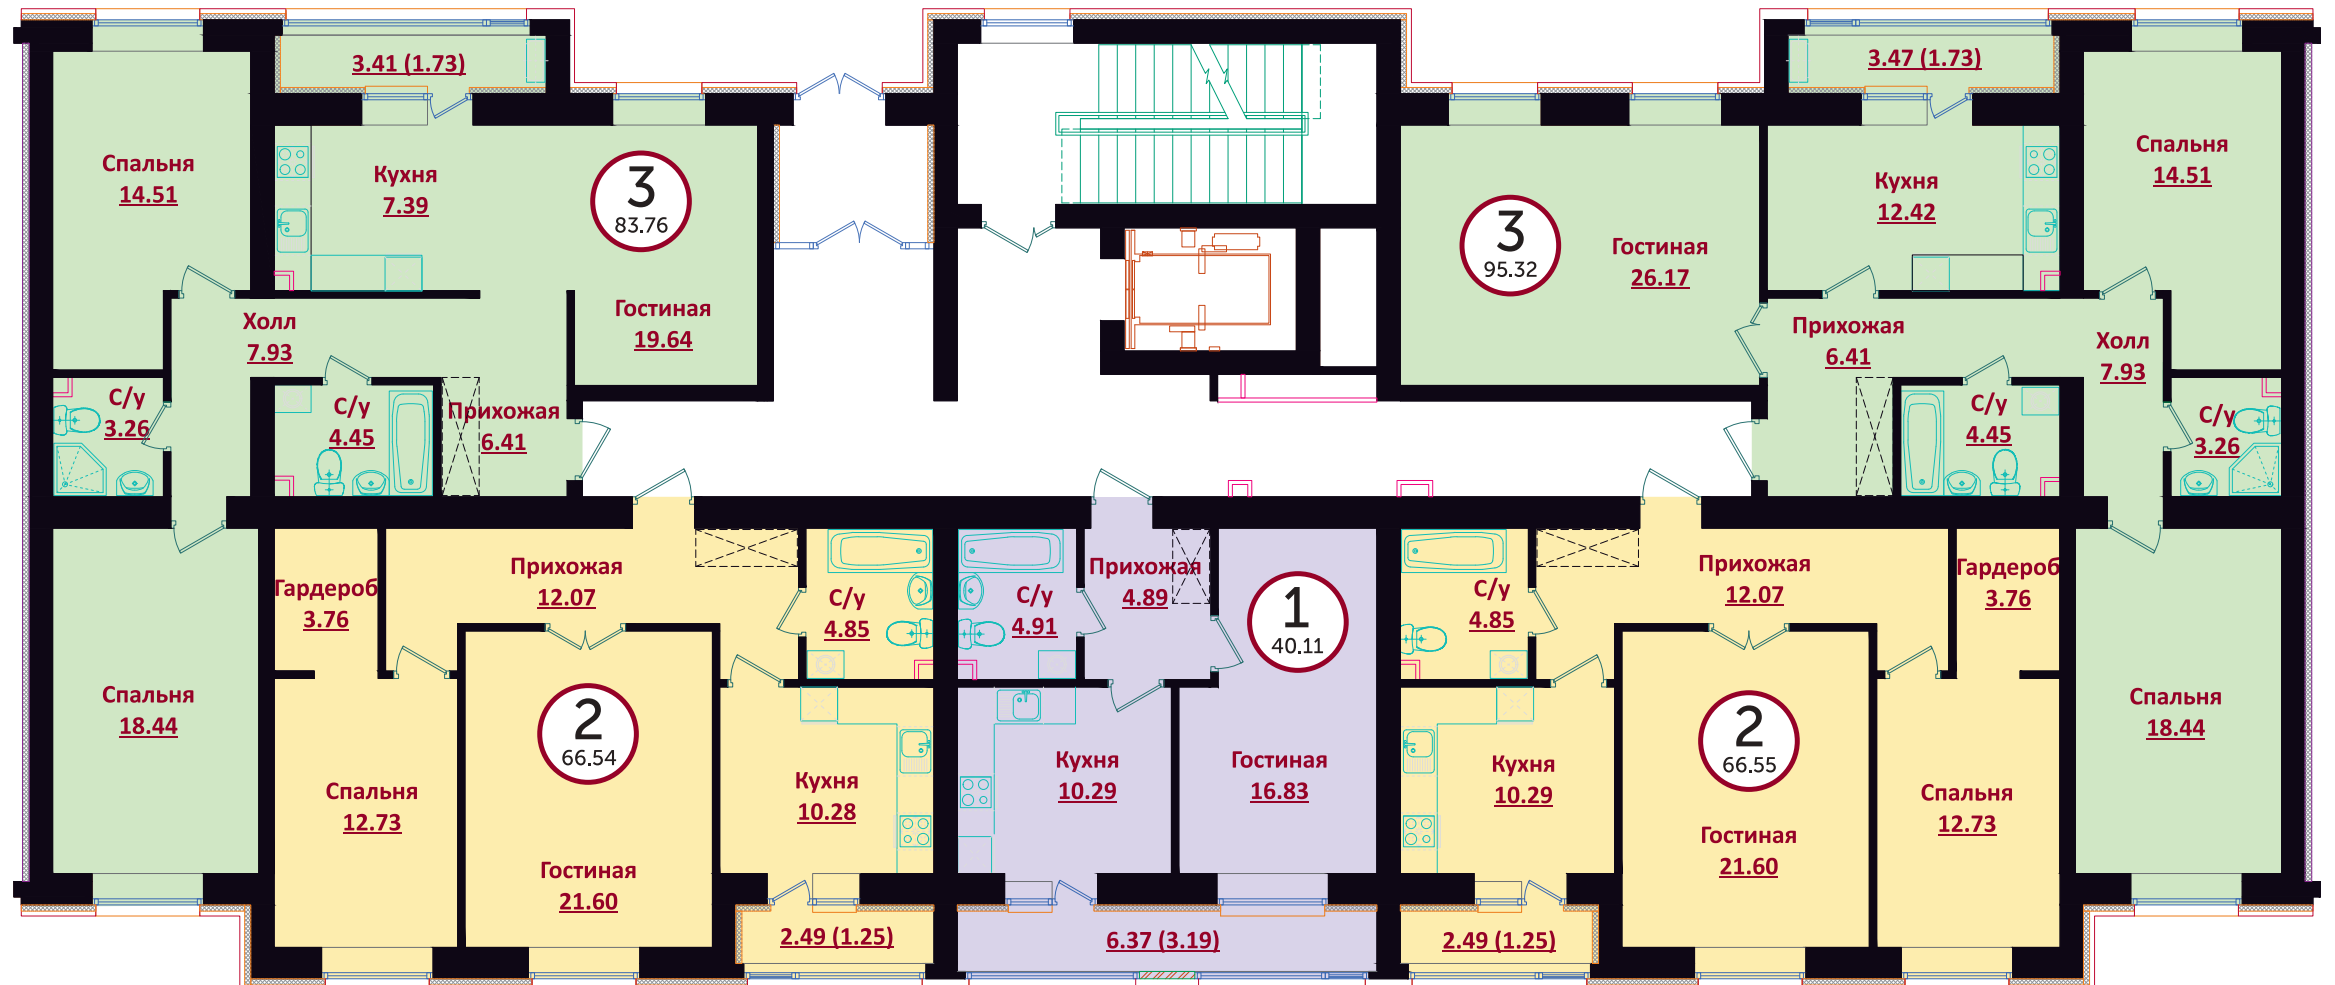 3.41 (1.73)
3.47 (1.73)
Спальня
14.51
Кухня
7.39
3
83.76
Гостиная
19.64
Холл
7.93
С/у
3.26
С/у
4.45
Прихожая
6.41
Спальня
18.44
3
95.32
Гостиная
26.17
Кухня
12.42
Спальня
14.51
Прихожая
6.41
Холл
7.93
С/у
4.45
С/у
3.26
Спальня
18.44
Гардероб
3.76
Прихожая
12.07
С/у
4.85
2
66.54
Спальня
12.73
Гостиная
21.60
Кухня
10.28
2.49 (1.25)
С/у
4.91
Прихожая
4.89
1
40.11
Кухня
10.29
Гостиная
16.83
6.37 (3.19)
С/у
4.85
Прихожая
12.07
Гардероб
3.76
Кухня
10.29
2
66.55
Гостиная
21.60
Спальня
12.73
2.49 (1.25)